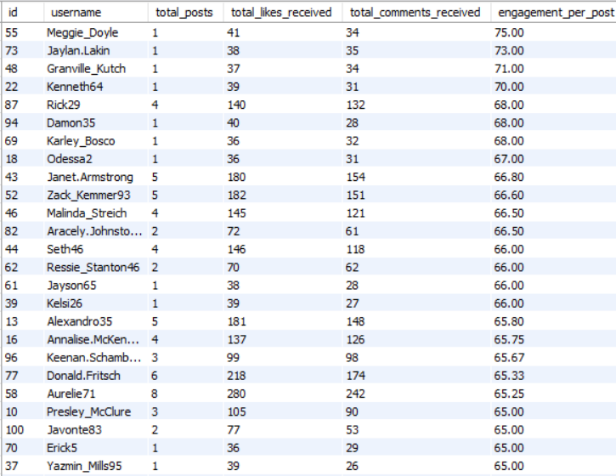 id username total_posts total_likes_received total_comments_received engagement_per_post
55 Meggie_Doyle 1 41 34 75.00
73 Jaylan.Lakin 1 38 35 73.00
48 Granville_Kutch 1 37 34 71.00
22 Kenneth64 1 39 31 70.00
87 Rick29 4 140 132 68.00
94 Damon35 1 40 28 68.00
69 Karley_Bosco 1 36 32 68.00
18 Odessa2 1 36 31 67.00
43 Janet.Armstrong 5 180 154 66.80
52 Zack_Kemmer93 5 182 151 66.60
46 Malinda_Streich 4 145 121 66.50
82 Aracely.Johnsto... 2 72 61 66.50
44 Seth46 4 146 118 66.00
62 Ressie_Stanton46 2 70 62 66.00
61 Jayson65 1 38 28 66.00
39 Kelsi26 1 39 27 66.00
13 Alexandro35 5 181 148 65.80
16 Annalise.McKen... 4 137 126 65.75
96 Keenan.Schamb... 3 99 98 65.67
77 Donald.Fritsch 6 218 174 65.33
58 Aurelie71 8 280 242 65.25
10 Presley_McClure 3 105 90 65.00
100 Javonte83 2 77 53 65.00
70 Erick5 1 36 29 65.00
37 Yazmin_Mills95 1 39 26 65.00